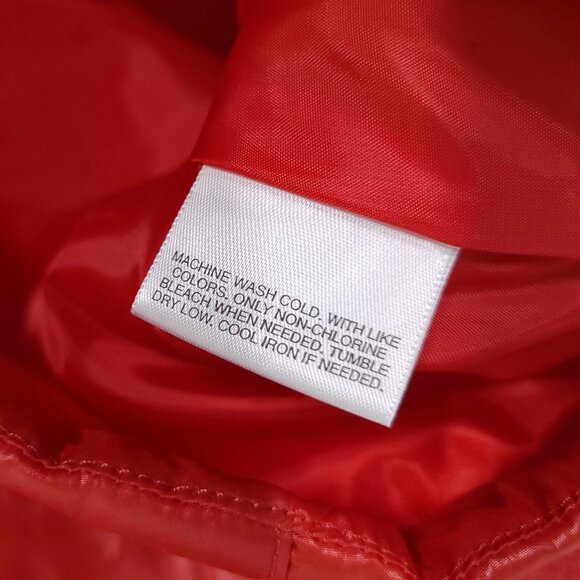 MACHINE WASH COLD. WITH LIKE
COLORS. ONLY NON-CHLORINE
BLEACH WHEN NEEDED. TUMBLE
DRY LOW. COOL IRON IF NEEDED.